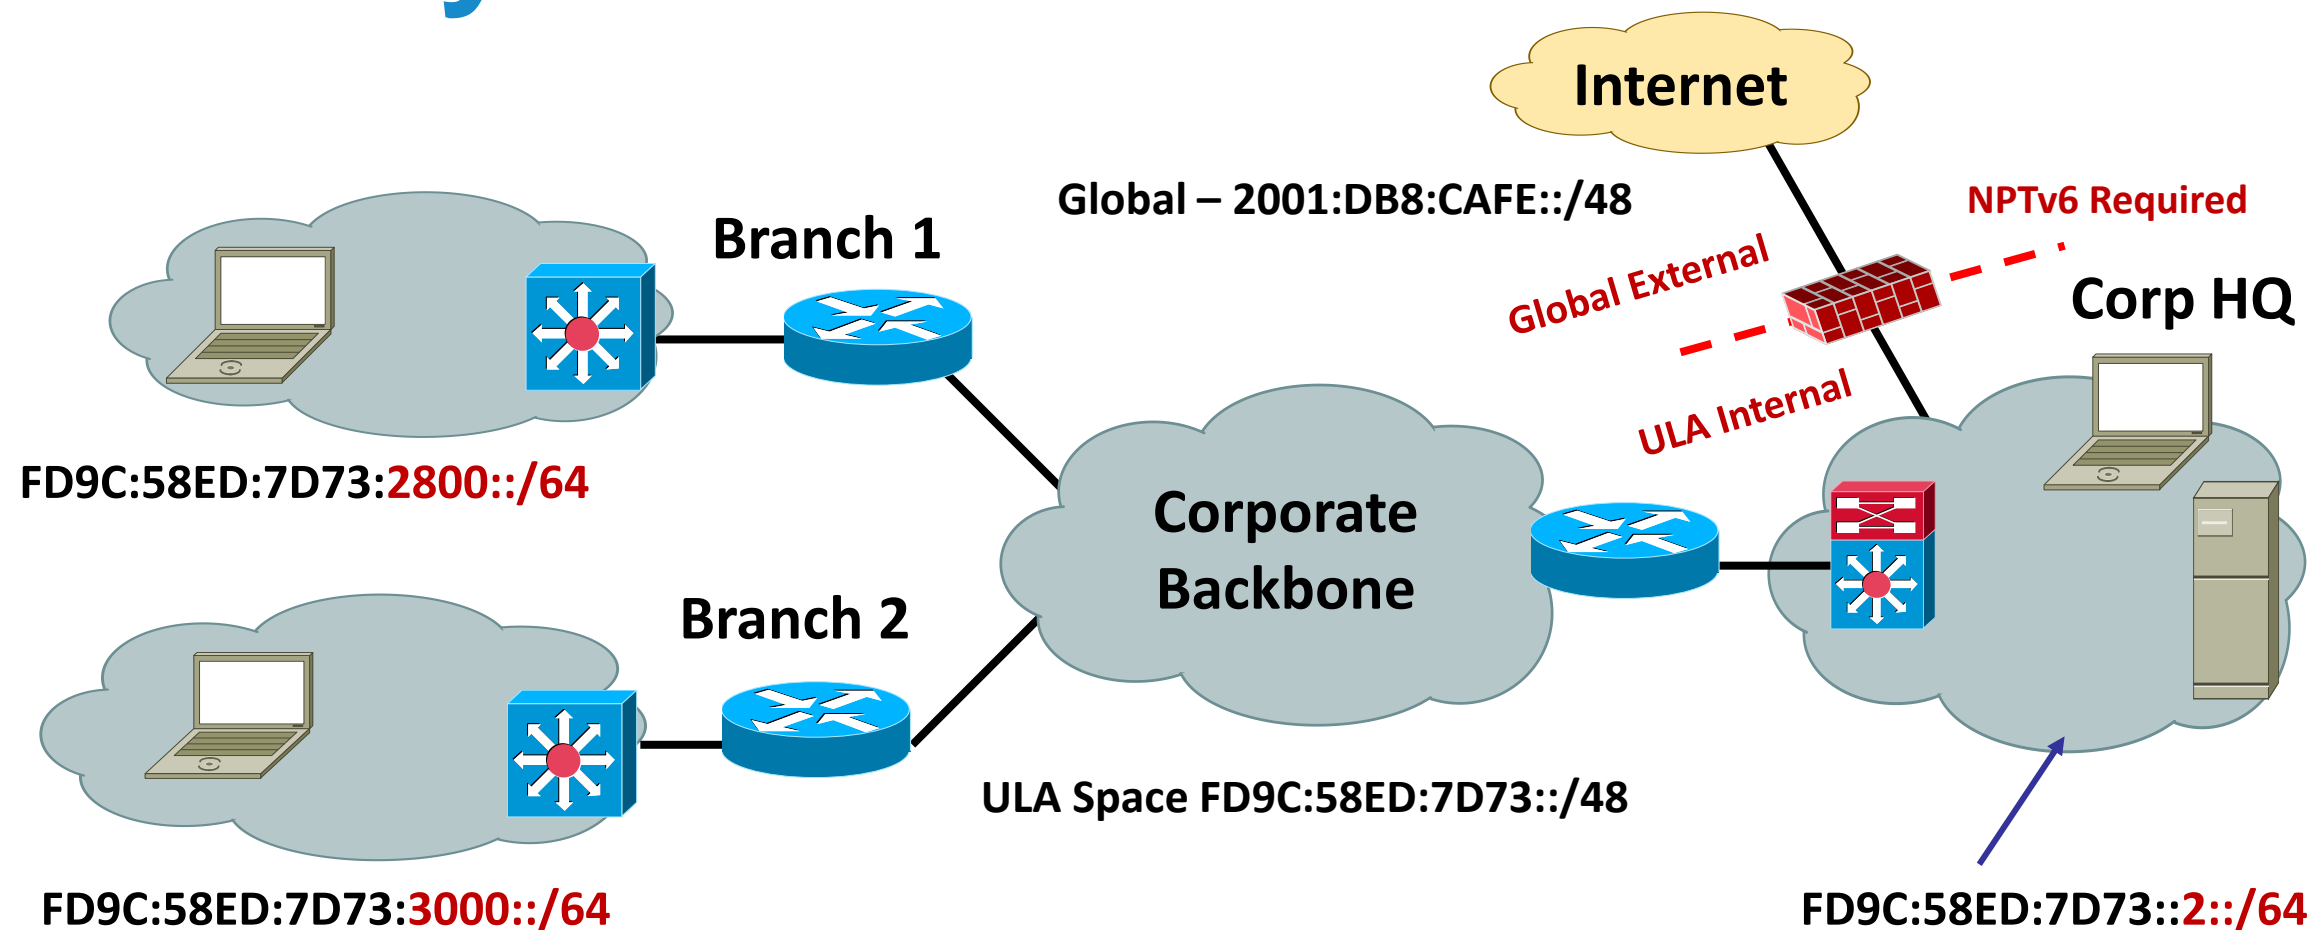 Internet
Global – 2001:DB8:CAFE::/48
NPTv6 Required
Branch 1
Global External
Corp HQ
ULA Internal
FD9C:58ED:7D73:2800::/64
Corporate
Backbone
Branch 2
ULA Space FD9C:58ED:7D73::/48
FD9C:58ED:7D73:3000::/64
FD9C:58ED:7D73::2::/64